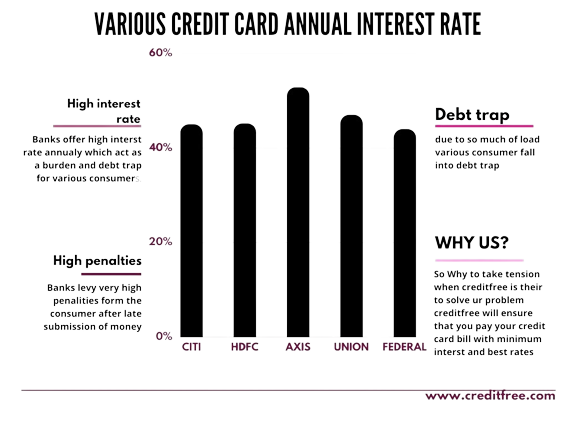 VARIOUS CREDIT CARD ANNUAL INTEREST RATE
60%
High interest
rate
Banks offer high interst
rate annualy which act as
a burden and debt trap
for various consumers
High penalties
Banks levy very high
penalities form the
consumer after late
submission of money
40%
20%
0%
CITI
HDFC
AXIS
UNION
FEDERAL
Debt trap
due to so much of load
various consumer fall
into debt trap
WHY US?
So Why to take tension
when creditfree is their
to solve ur problem
creditfree will ensure
that you pay your credit
card bill with minimum
interst and best rates
www.creditfree.com